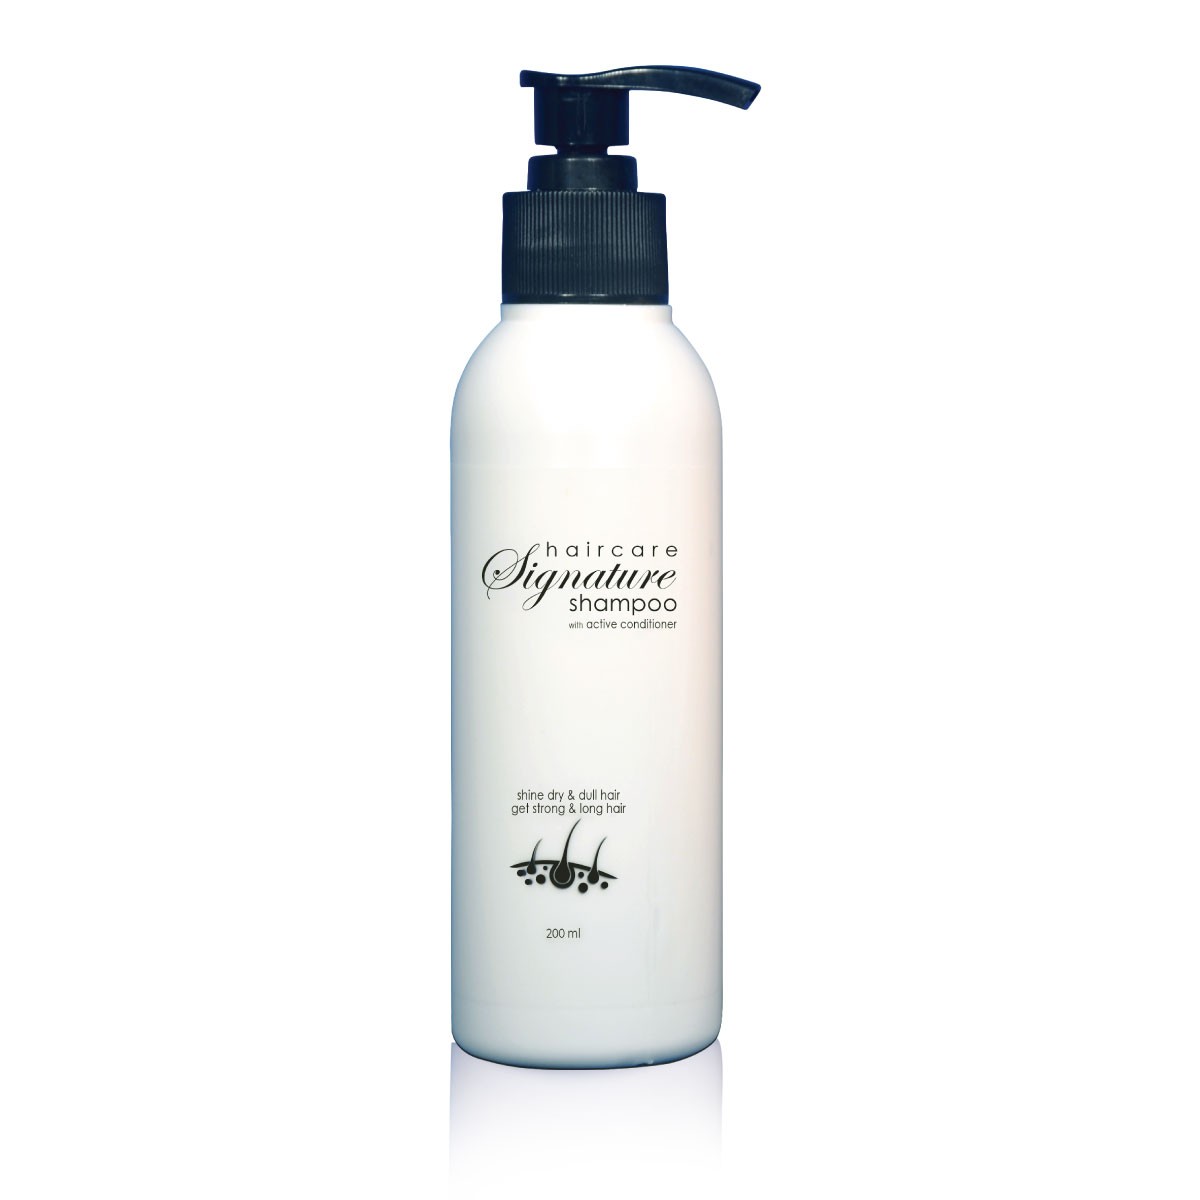 haircare
Signature
shampoo
with active conditioner
shine dry & dull hair
get strong & long hair
200 ml